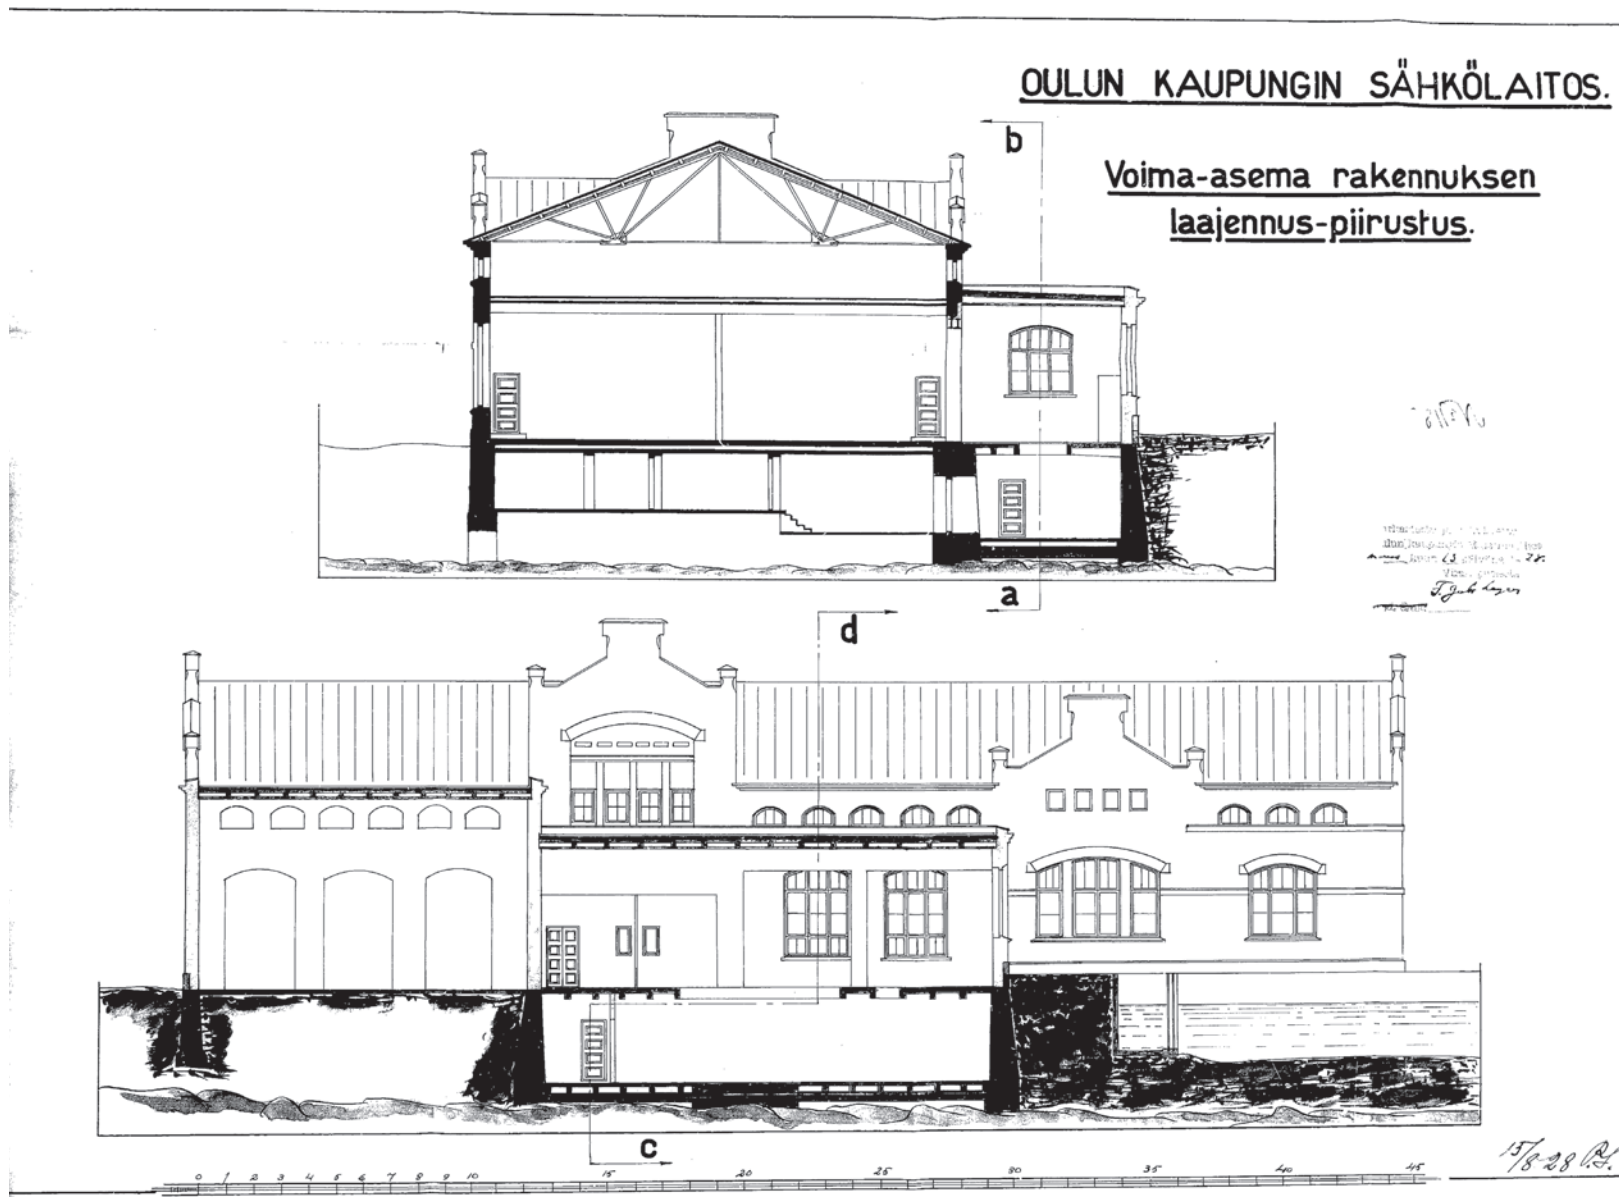 OULUN KAUPUNGIN SÄHKÖLAITOS.
Voima-asema rakennuksen
laajennus-piirustus.
b
a
d
c
0 1 2 3 4 5 6 7 8 9 10 15 20 25 30 35 40 45
15/8-28